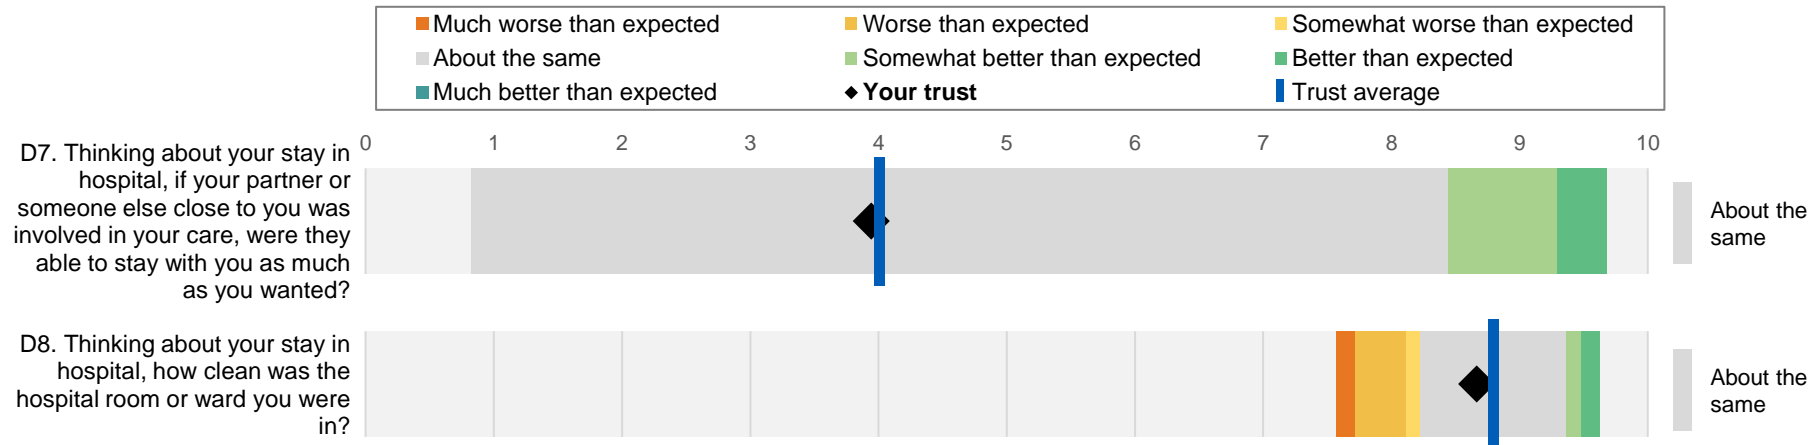 Much worse than expected
Worse than expected
Somewhat worse than expected
About the same
Somewhat better than expected
Better than expected
Much better than expected
Your trust
Trust average
0 1 2 3 4 5 6 7 8 9 10
D7. Thinking about your stay in
hospital, if your partner or
someone else close to you was
involved in your care, were they
able to stay with you as much
as you wanted?
About the
same
D8. Thinking about your stay in
hospital, how clean was the
hospital room or ward you were
in?
About the
same